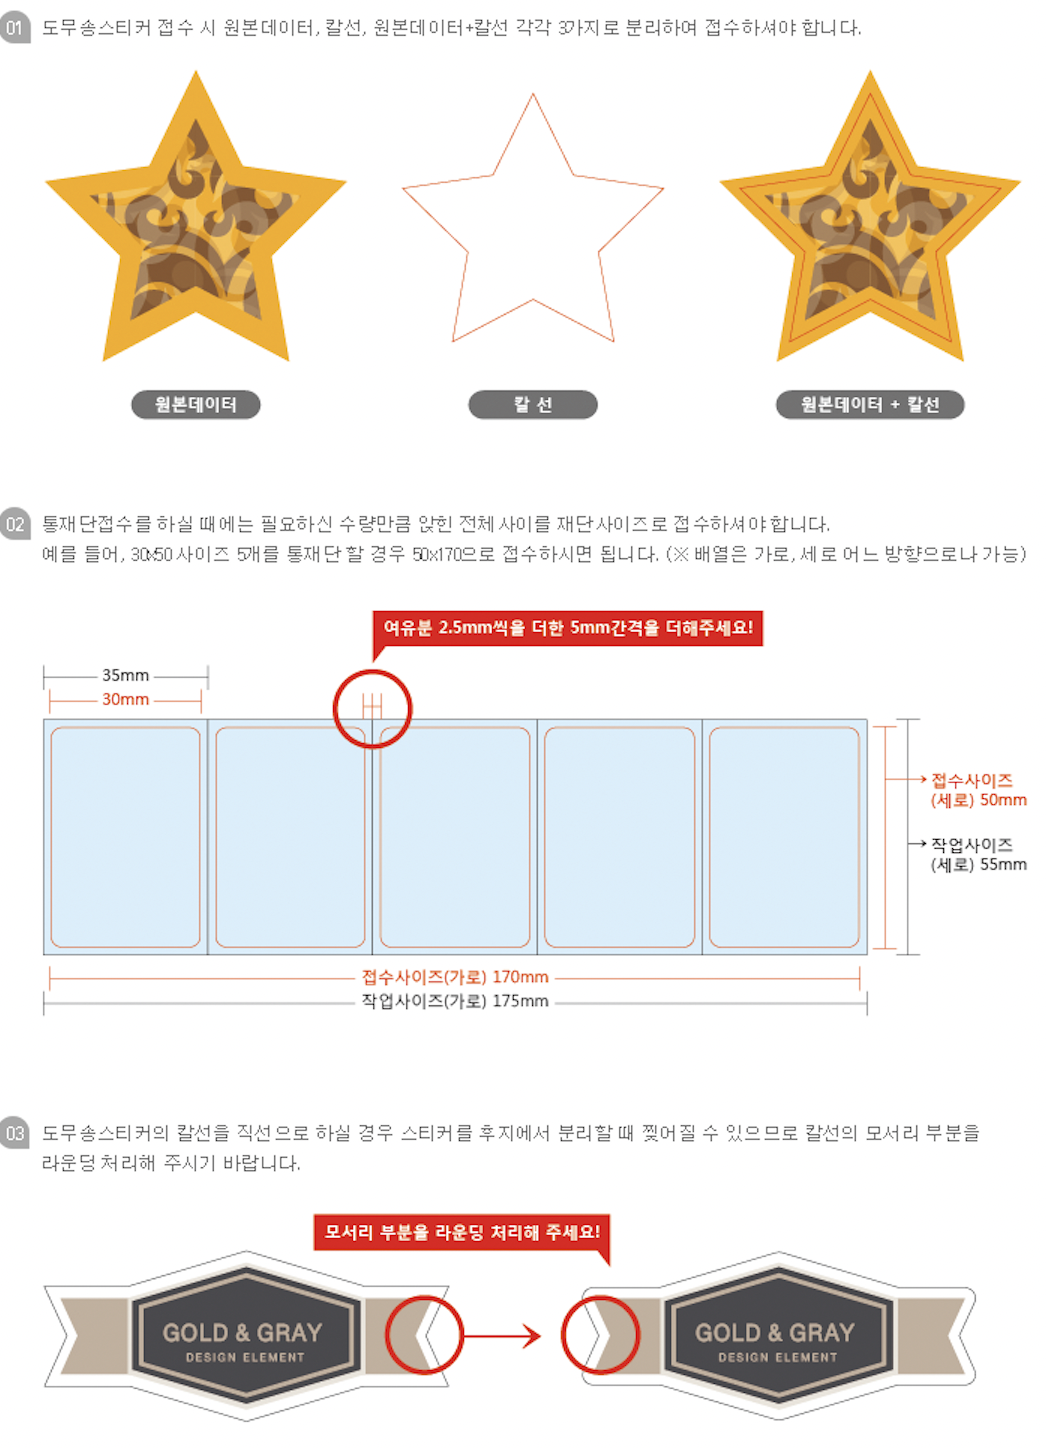 01 도무송스티커 접수 시 원본데이터, 칼선, 원본데이터+칼선 각각 3가지로 분리하여 접수하셔야 합니다.
원본데이터
칼 선
원본데이터 + 칼선
02 통재단접수를 하실 때에는 필요하신 수량만큼 앉힌 전체 사이를 재단사이즈로 접수하셔야 합니다.
예를 들어, 30x50 사이즈 5개를 통재단 할 경우 50x170으로 접수하시면 됩니다. (※ 배열은 가로, 세로 어느 방향으로나 가능)
여유분 2.5mm씩을 더한 5mm간격을 더해주세요!
35mm
30mm
접수사이즈
(세로) 50mm
작업사이즈
(세로) 55mm
접수사이즈(가로) 170mm
작업사이즈(가로) 175mm
03 도무송스티커의 칼선을 직선으로 하실 경우 스티커를 후지에서 분리할 때 찢어질 수 있으므로 칼선의 모서리 부분을
라운딩 처리해 주시기 바랍니다.
모서리 부분을 라운딩 처리해 주세요!
GOLD & GRAY
DESIGN ELEMENT
GOLD & GRAY
DESIGN ELEMENT